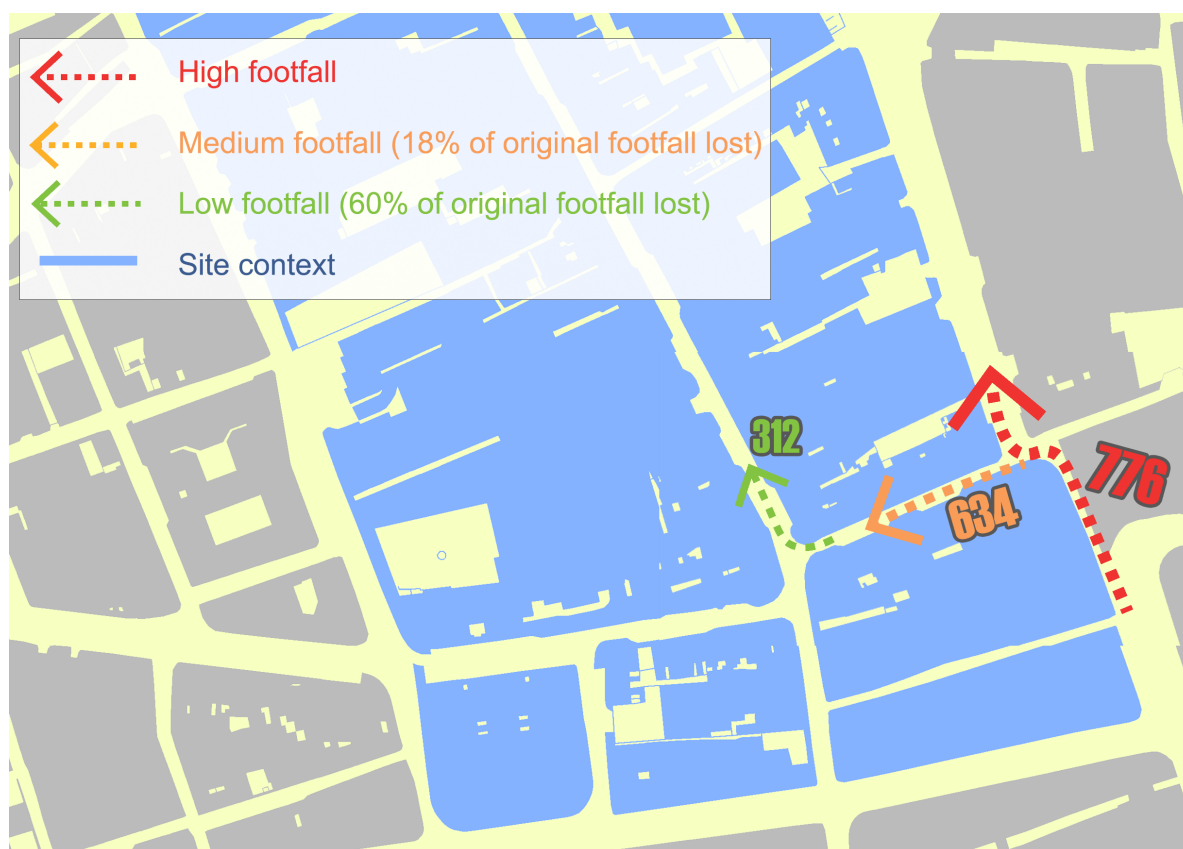 High footfall
Medium footfall (18% of original footfall lost)
Low footfall (60% of original footfall lost)
Site context
312
776
634